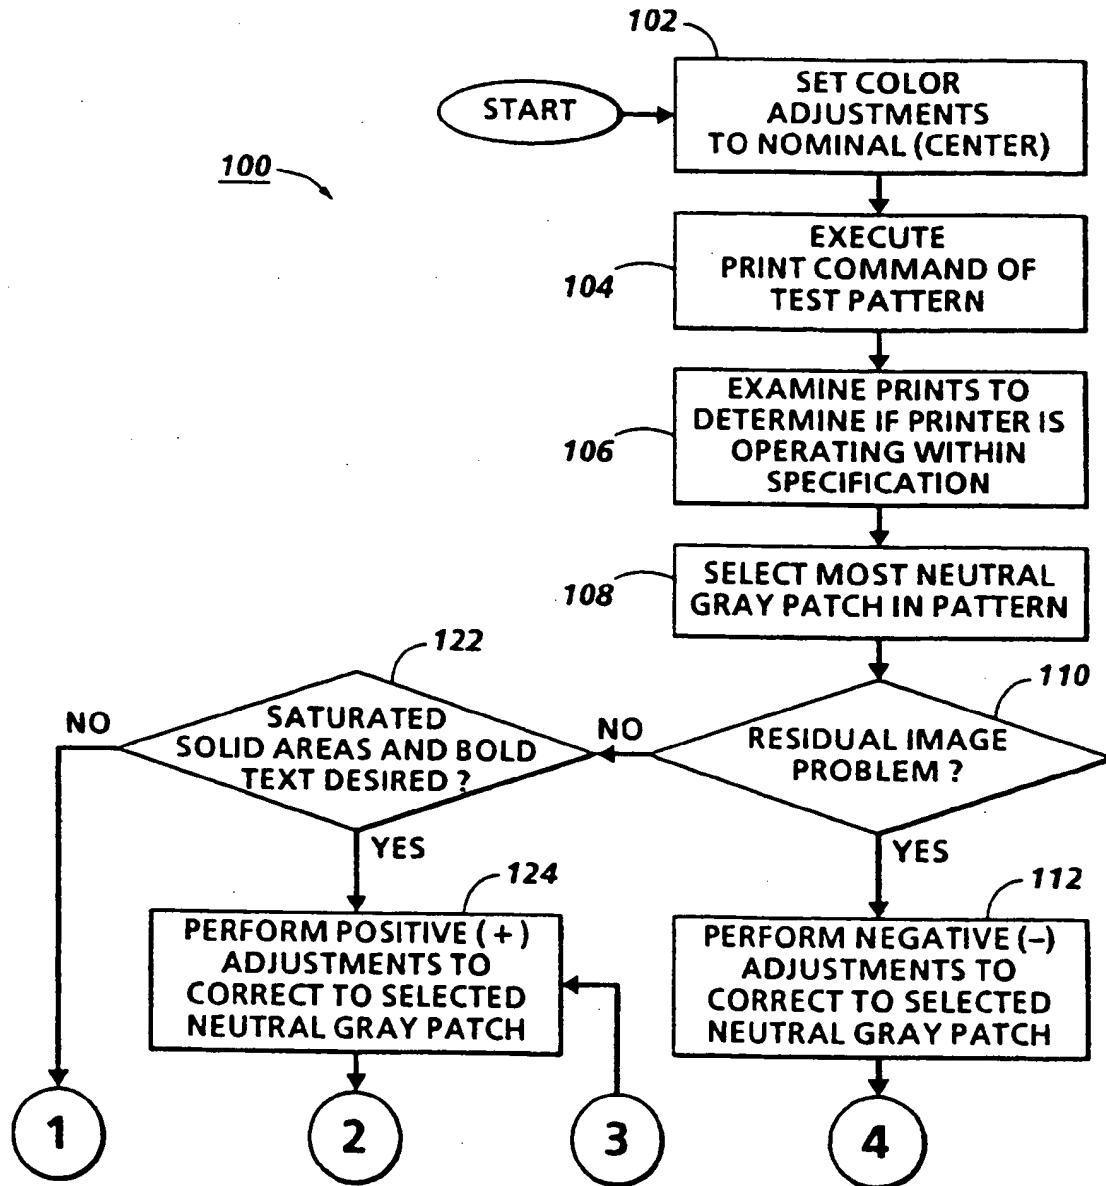 102
START
SET COLOR
ADJUSTMENTS
TO NOMINAL (CENTER)
100
104
EXECUTE
PRINT COMMAND OF
TEST PATTERN
106
EXAMINE PRINTS TO
DETERMINE IF PRINTER IS
OPERATING WITHIN
SPECIFICATION
108
SELECT MOST NEUTRAL
GRAY PATCH IN PATTERN
122
110
NO
SATURATED
SOLID AREAS AND BOLD
TEXT DESIRED ?
NO
RESIDUAL IMAGE
PROBLEM ?
YES
YES
124
112
PERFORM POSITIVE (+)
ADJUSTMENTS TO
CORRECT TO SELECTED
NEUTRAL GRAY PATCH
PERFORM NEGATIVE (–)
ADJUSTMENTS TO
CORRECT TO SELECTED
NEUTRAL GRAY PATCH
1
2
3
4